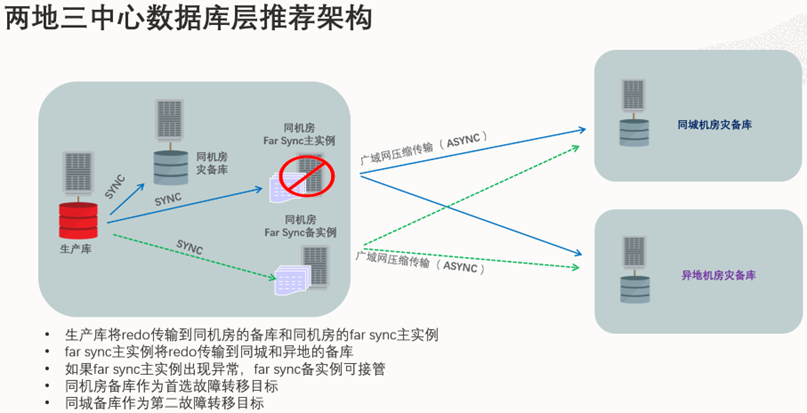 两地三中心数据库层推荐架构
同机房
Far Sync主实例
同机房
灾备库
SYNC
SYNC
生产库
SYNC
同机房
Far Sync备实例
广域网压缩传输（ASYNC）
广域网压缩传输（ASYNC）
同城机房灾备库
异地机房灾备库
• 生产库将redo传输到同机房的备库和同机房的far sync主实例
• far sync主实例将redo传输到同城和异地的备库
• 如果far sync主实例出现异常，far sync备实例可接管
• 同机房备库作为首选故障转移目标
• 同城备库作为第二故障转移目标